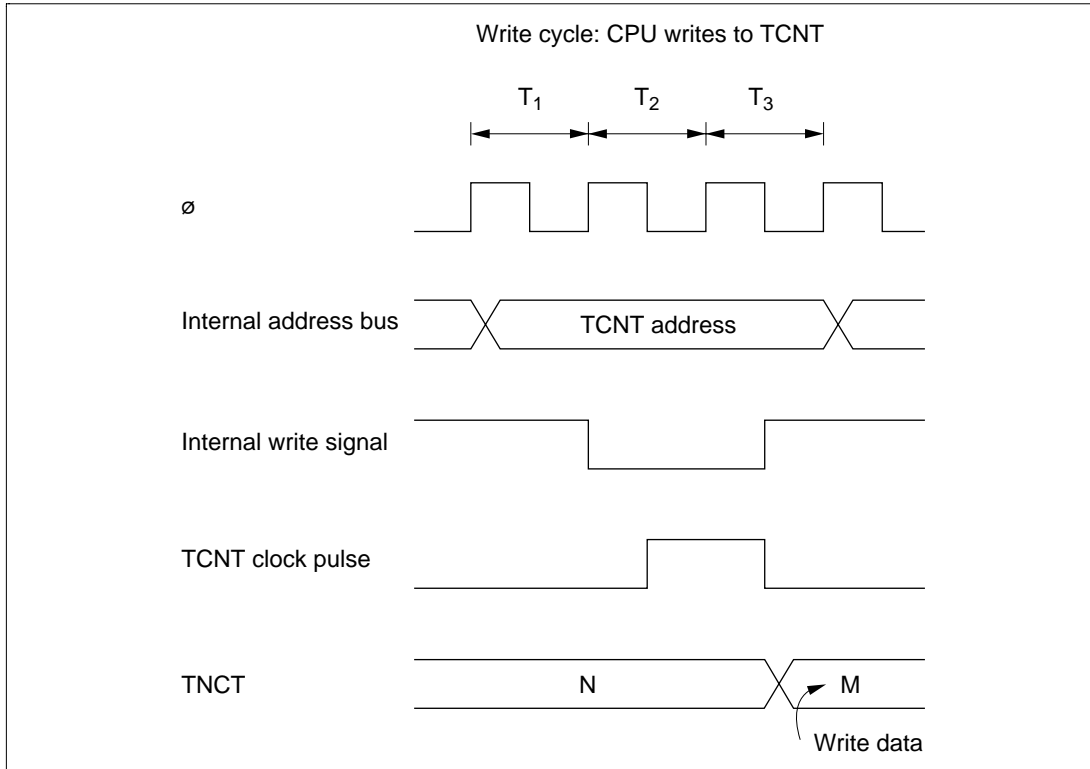 Write cycle: CPU writes to TCNT
T1 T2 T3
ø
Internal address bus
TCNT address
Internal write signal
TCNT clock pulse
TNCT
N
M
Write data